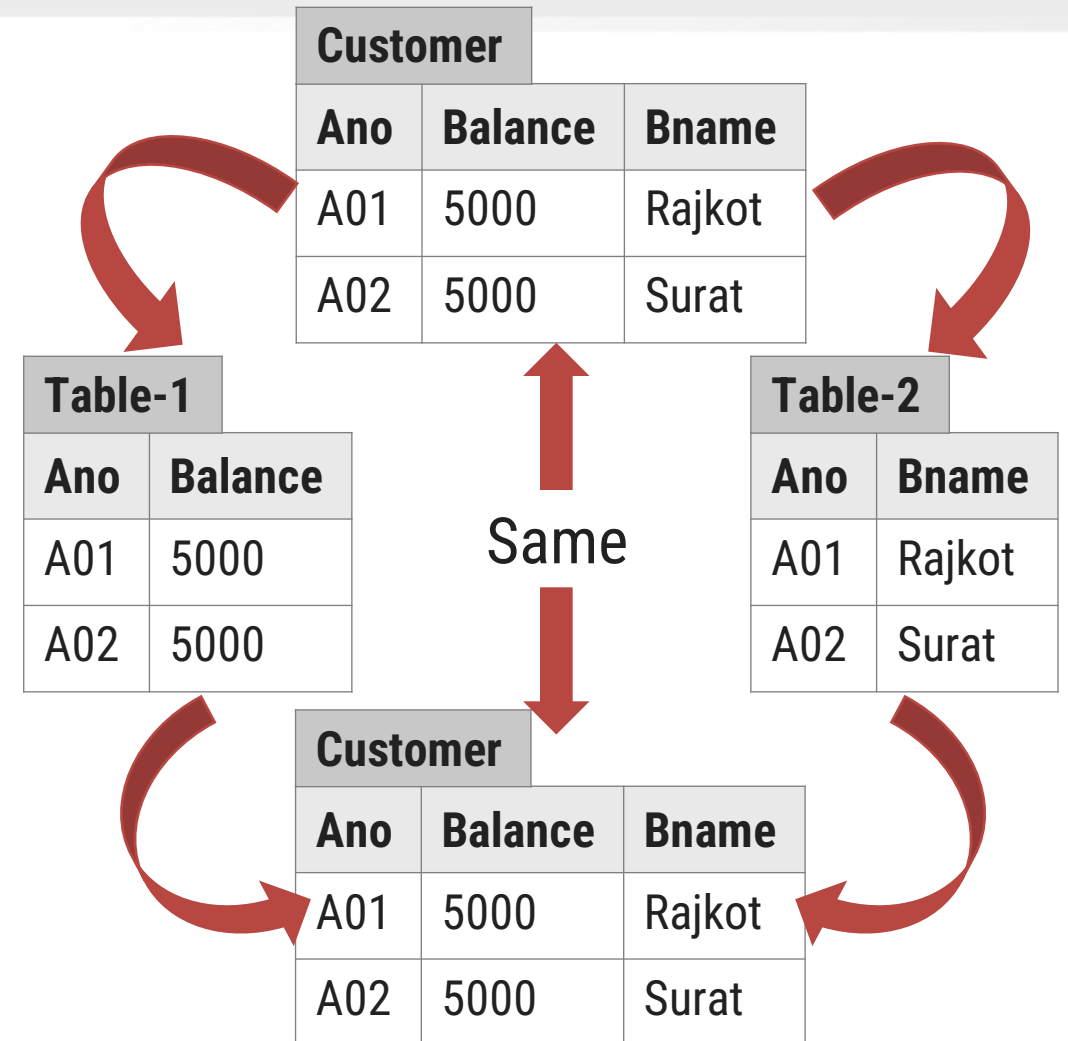 Customer
Ano Balance Bname
A01 5000 Rajkot
A02 5000 Surat
Table-1
Ano Balance
A01 5000
A02 5000
Same
Table-2
Ano Bname
A01 Rajkot
A02 Surat
Customer
Ano Balance Bname
A01 5000 Rajkot
A02 5000 Surat